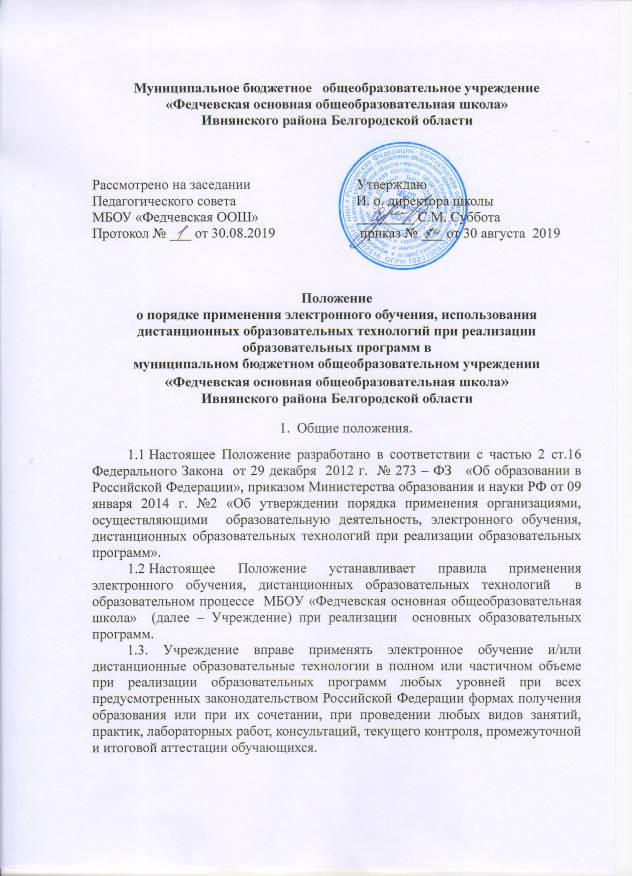 Муниципальное бюджетное общеобразовательное учреждение
«Федчевская основная общеобразовательная школа»
Ивнянского района Белгородской области
Рассмотрено на заседании
Педагогического совета
МБОУ «Федчевская ООШ»
Протокол № 1 от 30.08.2019
Утверждаю
И. о. директора школы
С.М. Суббота
приказ № от 30 августа 2019
Положение
о порядке применения электронного обучения, использования
дистанционных образовательных технологий при реализации
образовательных программ в
муниципальном бюджетном общеобразовательном учреждении
«Федчевская основная общеобразовательная школа»
Ивнянского района Белгородской области
1. Общие положения.
1.1 Настоящее Положение разработано в соответствии с частью 2 ст.16
Федерального Закона от 29 декабря 2012 г. № 273 – ФЗ «Об образовании в
Российской Федерации», приказом Министерства образования и науки РФ от 09
января 2014 г. №2 «Об утверждении порядка применения организациями,
осуществляющими образовательную деятельность, электронного обучения,
дистанционных образовательных технологий при реализации образовательных
программ».
1.2 Настоящее Положение устанавливает правила применения
электронного обучения, дистанционных образовательных технологий в
образовательном процессе МБОУ «Федчевская основная общеобразовательная
школа» (далее – Учреждение) при реализации основных образовательных
программ.
1.3. Учреждение вправе применять электронное обучение и/или
дистанционные образовательные технологии в полном или частичном объеме
при реализации образовательных программ любых уровней при всех
предусмотренных законодательством Российской Федерации формах получения
образования или при их сочетании, при проведении любых видов занятий,
практик, лабораторных работ, консультаций, текущего контроля, промежуточной
и итоговой аттестации обучающихся.